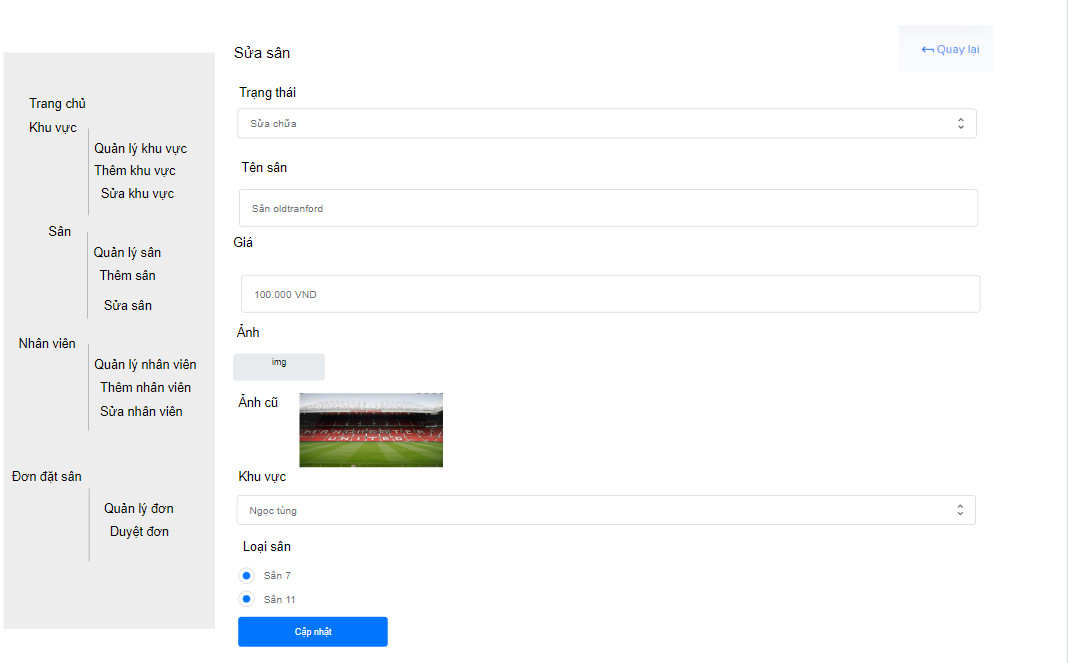 Sửa sân
Quay lại
Trang chủ
Khu vực
Quản lý khu vực
Thêm khu vực
Sửa khu vực
Sân
Quản lý sân
Thêm sân
Sửa sân
Nhân viên
Quản lý nhân viên
Thêm nhân viên
Sửa nhân viên
Đơn đặt sân
Quản lý đơn
Duyệt đơn
Trạng thái
Sửa chữa
Tên sân
Sân oldtranford
Giá
100.000 VND
Ảnh
img
Ảnh cũ
MANCHESTER
UNITED
Khu vực
Ngọc tùng
Loại sân
Sân 7
Sân 11
Cập nhật